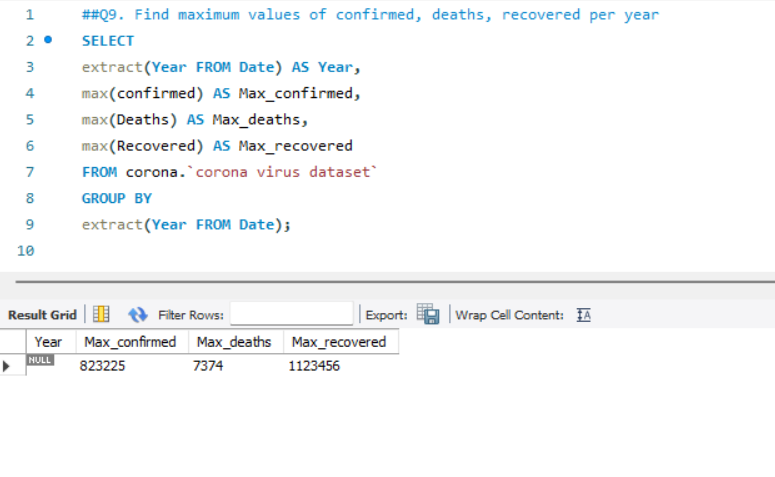 1 ##Q9. Find maximum values of confirmed, deaths, recovered per year
2 SELECT
3 extract(Year FROM Date) AS Year,
4 max(confirmed) AS Max_confirmed,
5 max(Deaths) AS Max_deaths,
6 max(Recovered) AS Max_recovered
7 FROM corona.`corona virus dataset`
8 GROUP BY
9 extract(Year FROM Date);
10
Result Grid Filter Rows: Export: Wrap Cell Content: IA
Year Max_confirmed Max_deaths Max_recovered
NULL 823225 7374 1123456